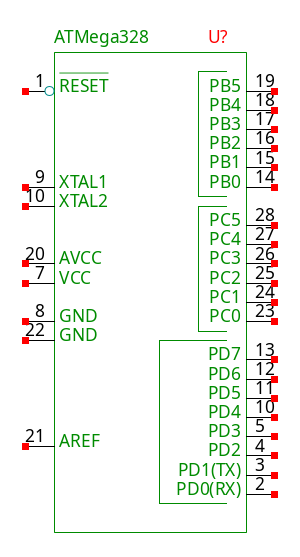 ATMega328 U?
1 RESET PB5 19
PB4 18
PB3 17
PB2 16
PB1 15
9 XTAL1 PB0 14
10 XTAL2
PC5 28
PC4 27
20 AVCC PC3 26
7 VCC PC2 25
PC1 24
8 GND PC0 23
22 GND
PD7 13
PD6 12
PD5 11
PD4 10
21 AREF PD3 5
PD2 4
PD1(TX) 3
PD0(RX) 2